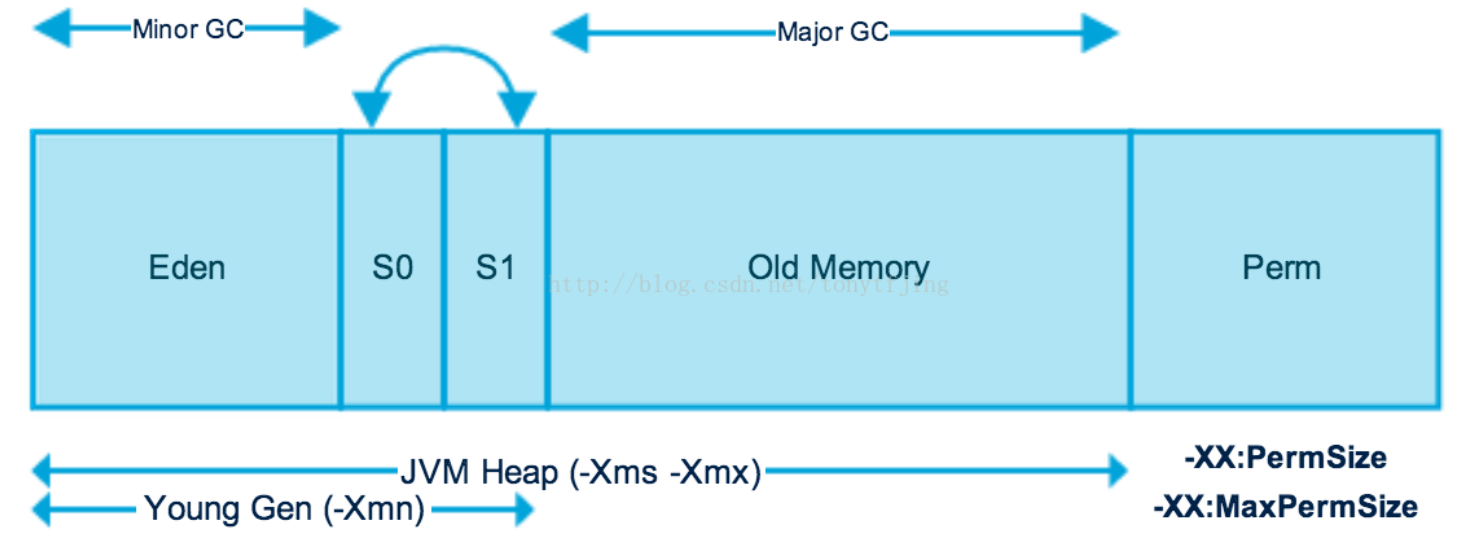 Minor GC
Major GC
Eden
S0
S1
Old Memory
Perm
http://blog.csdn.net/tonytfjing
JVM Heap (-Xms -Xmx)
-XX:PermSize
Young Gen (-Xmn)
-XX:MaxPermSize